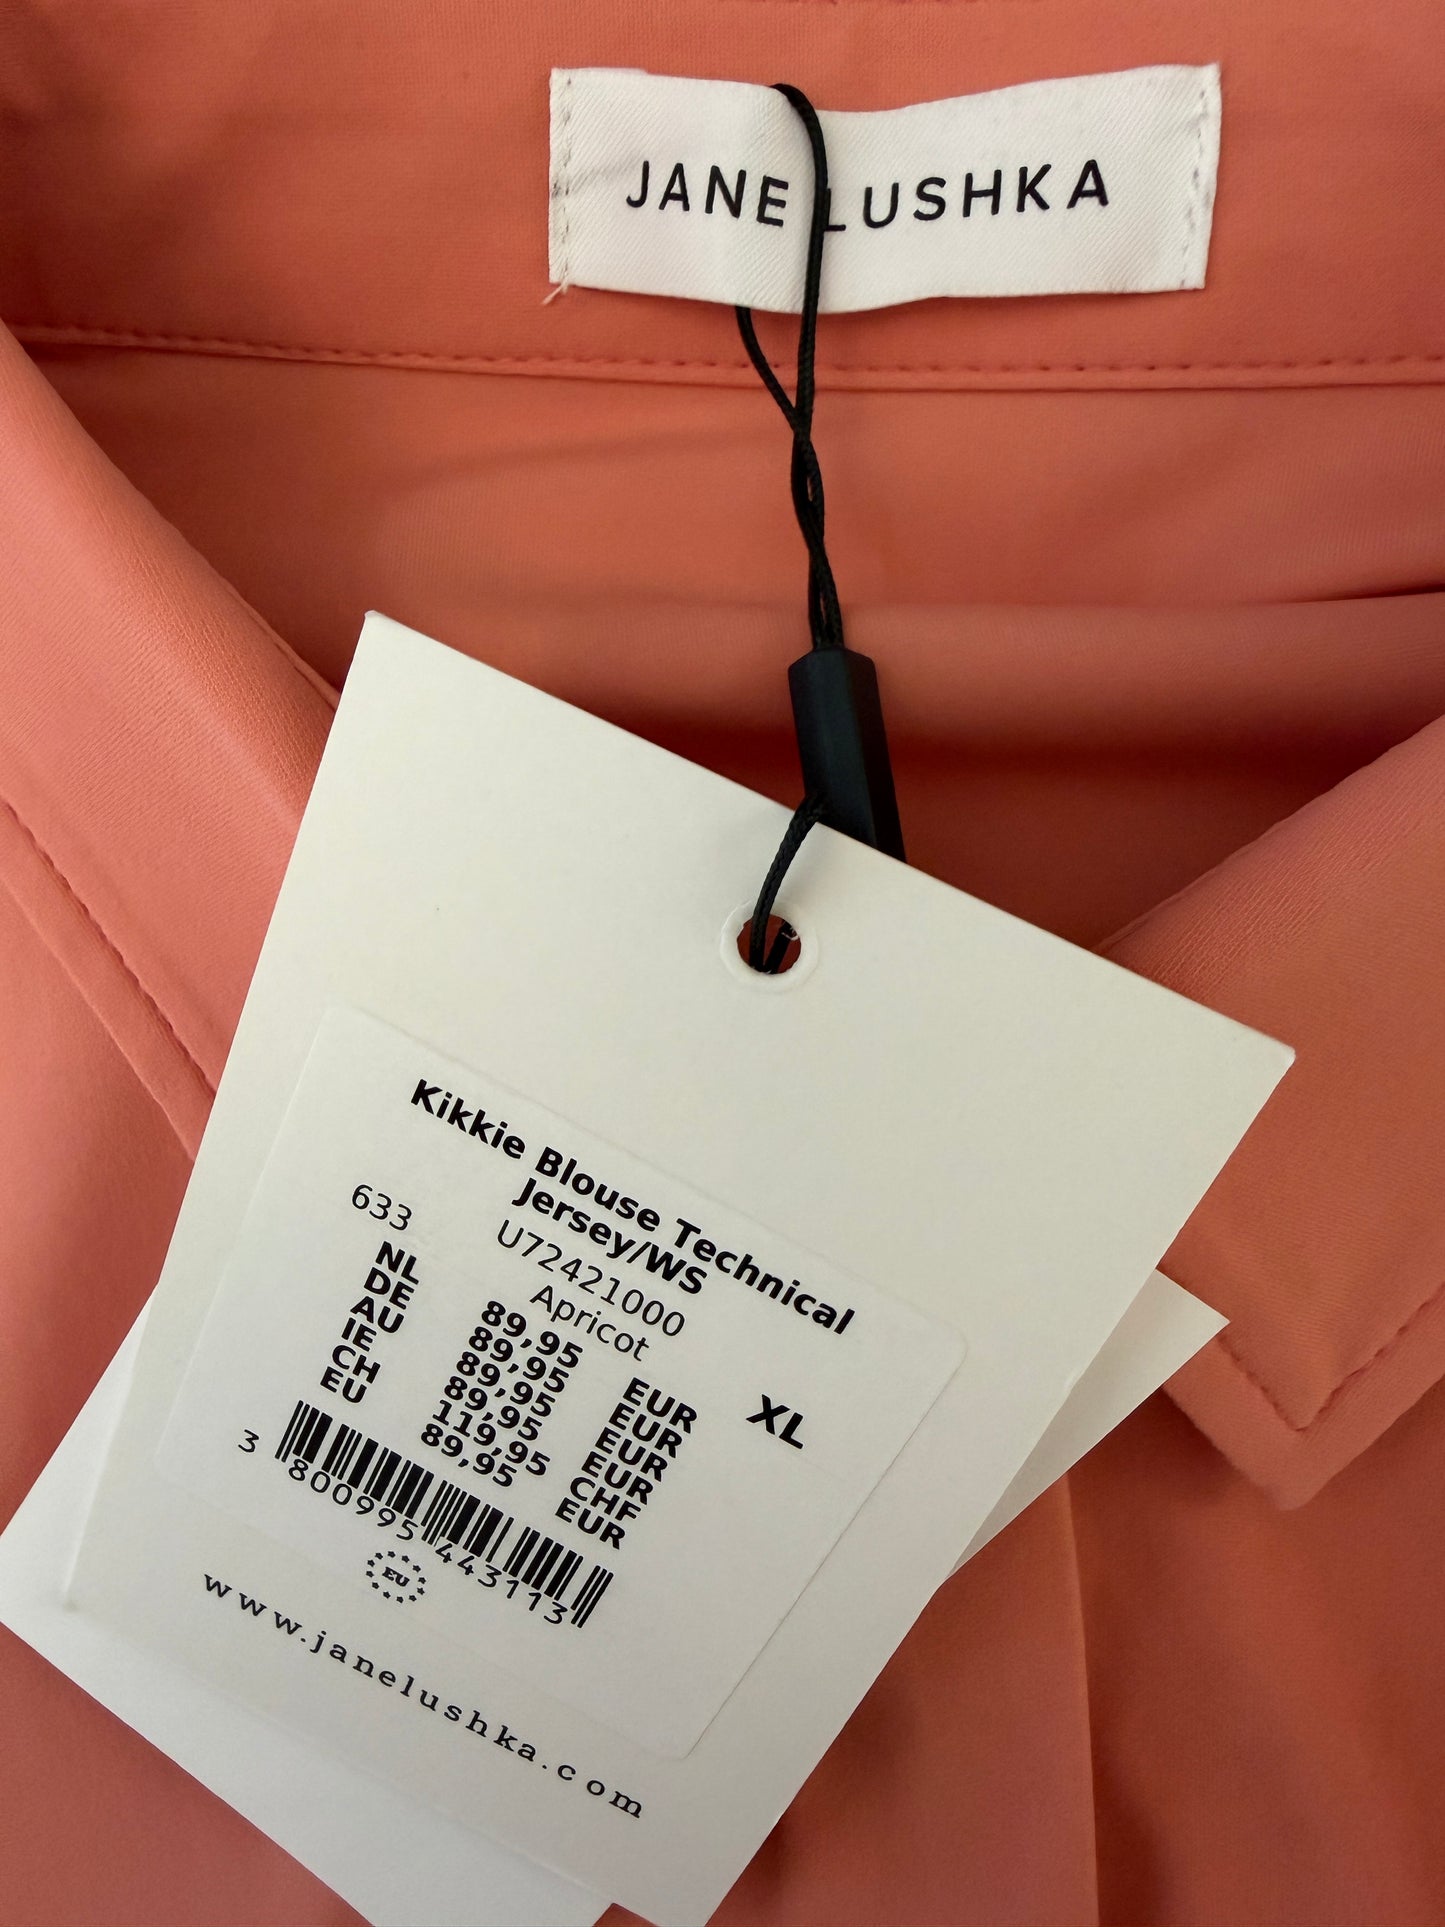 JANE LUSHKA
Kikkie Blouse Technical
Jersey/WS
633 U72421000
Apricot
NL 89,95 EUR XL
DE 89,95 EUR
AU 89,95 EUR
IE 89,95 EUR
CH 119,95 CHF
EU 89,95 EUR
3 800995 443113
EU
www.janelushka.com